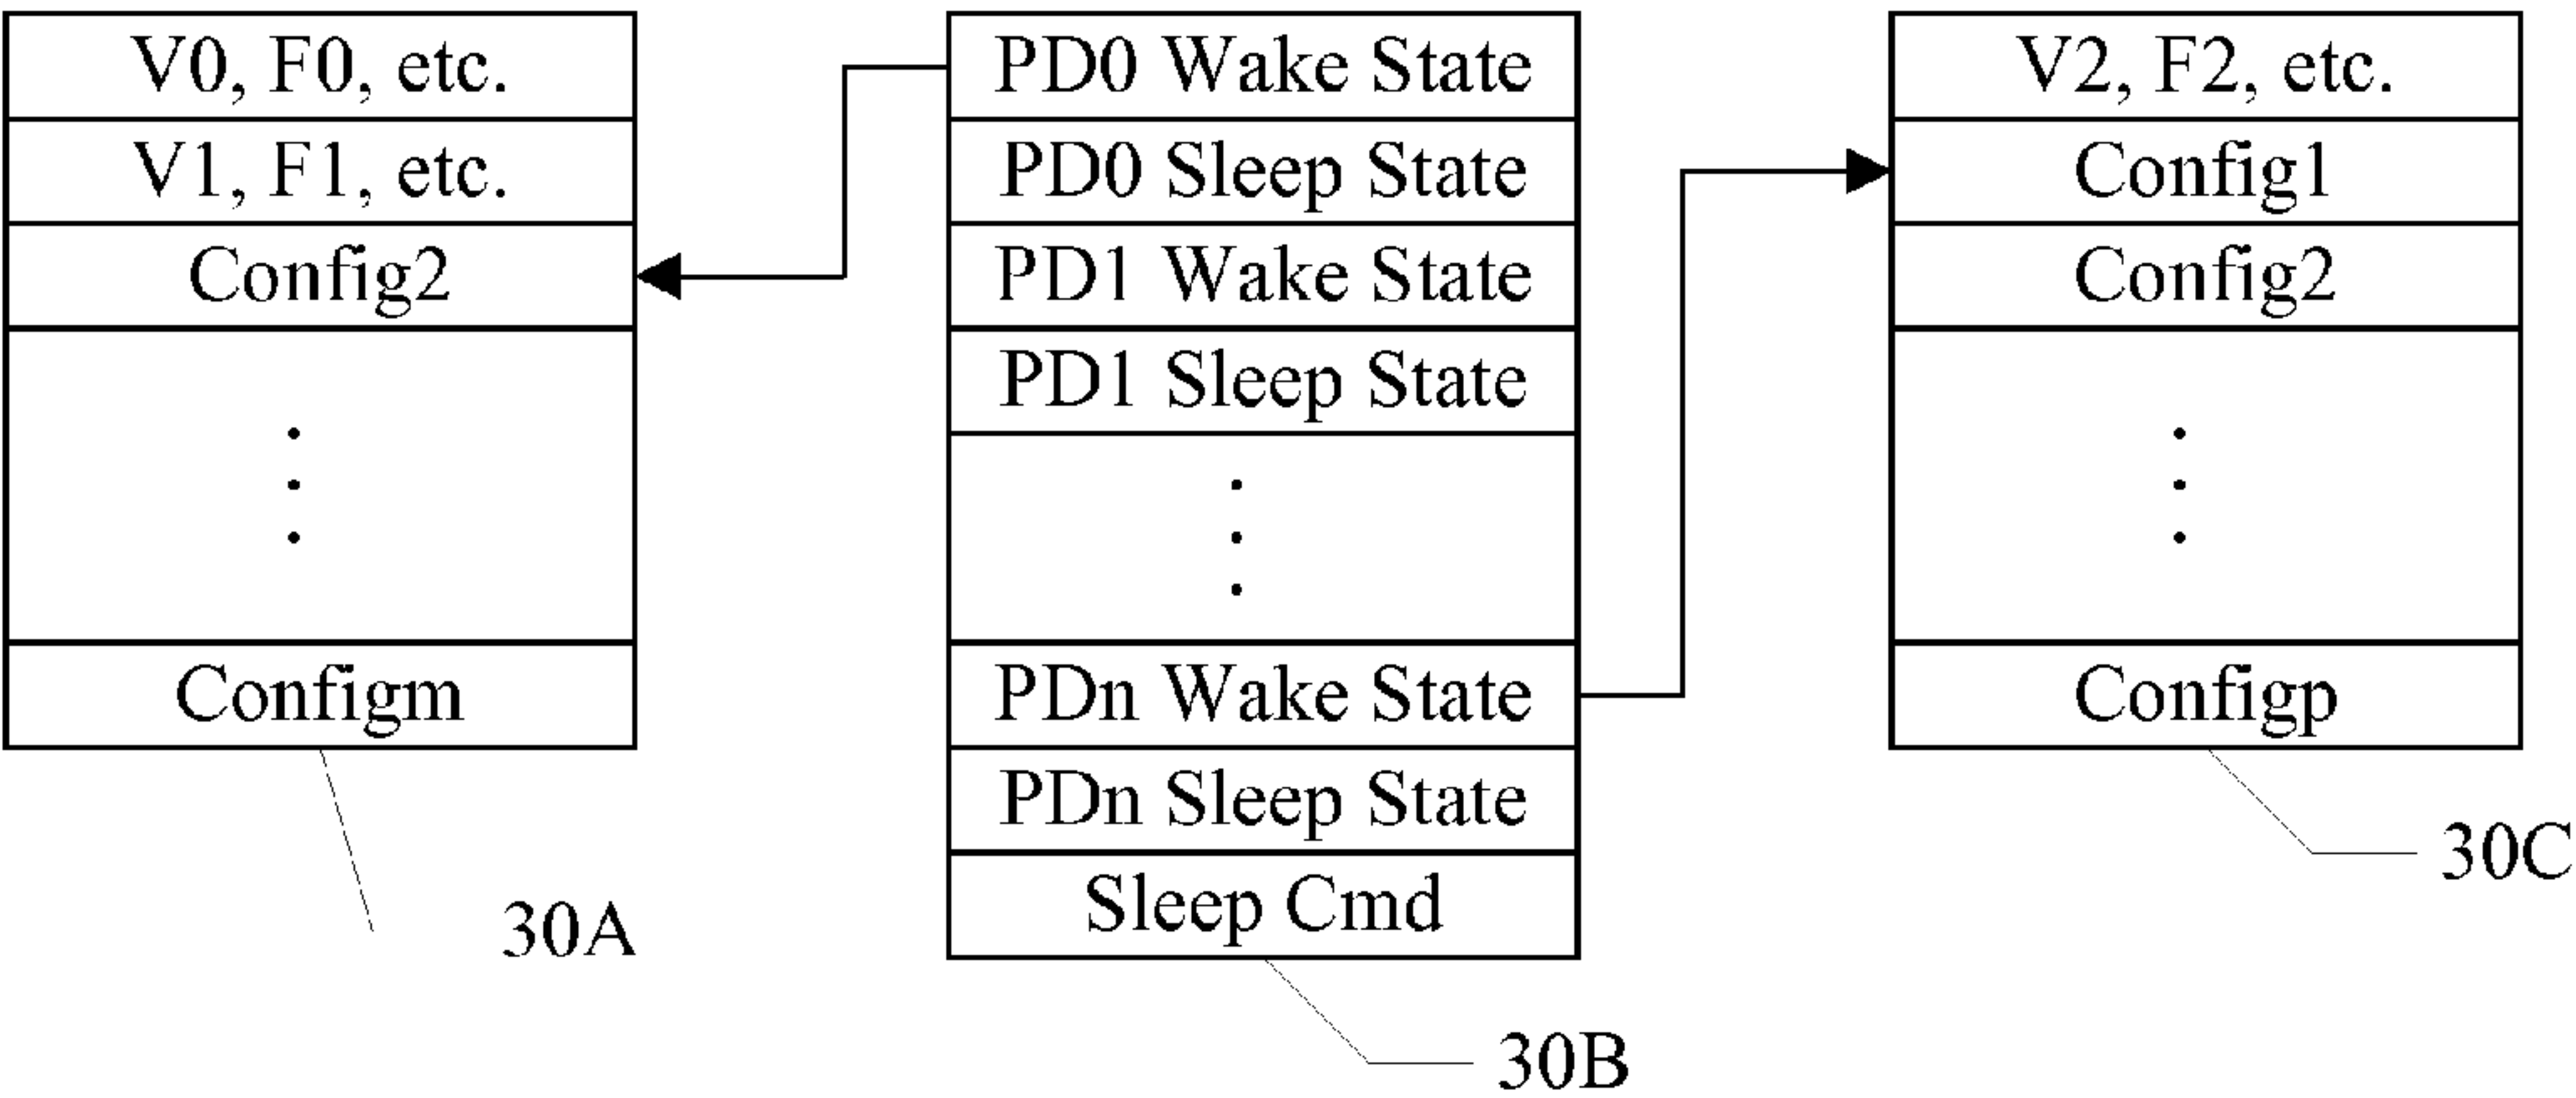 V0, F0, etc.
V1, F1, etc.
Config2
Configm
30A
PD0 Wake State
PD0 Sleep State
PD1 Wake State
PD1 Sleep State
PDn Wake State
PDn Sleep State
Sleep Cmd
30B
V2, F2, etc.
Config1
Config2
Configp
30C